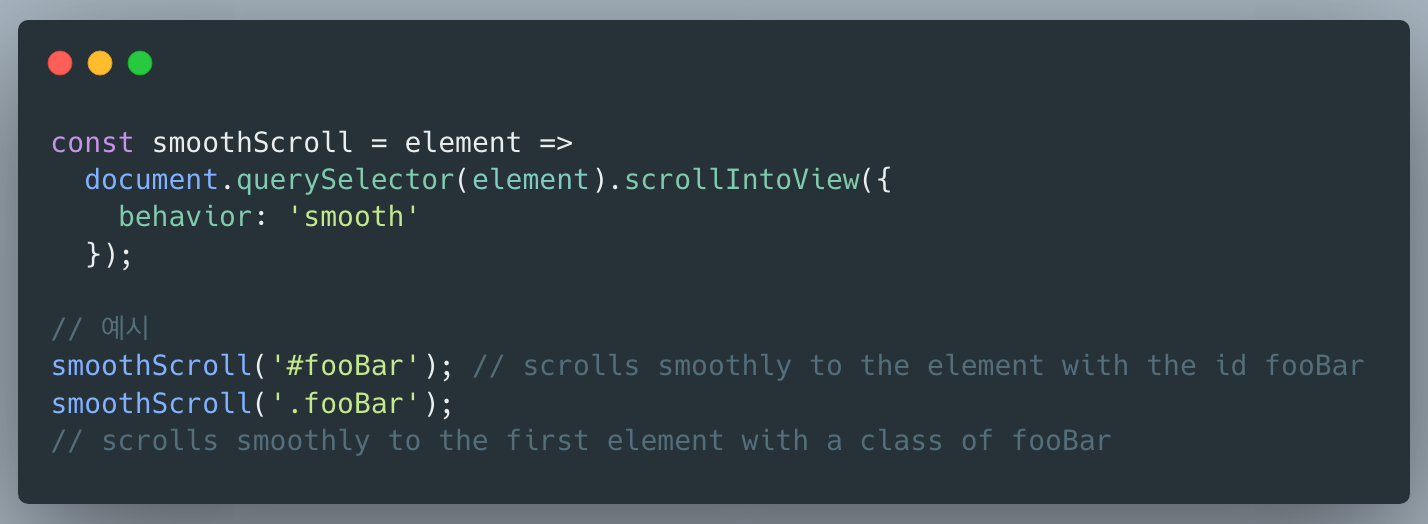 const smoothScroll = element =>
  document.querySelector(element).scrollIntoView({
    behavior: 'smooth'
  });

// 예시
smoothScroll('#fooBar'); // scrolls smoothly to the element with the id fooBar
smoothScroll('.fooBar');
// scrolls smoothly to the first element with a class of fooBar